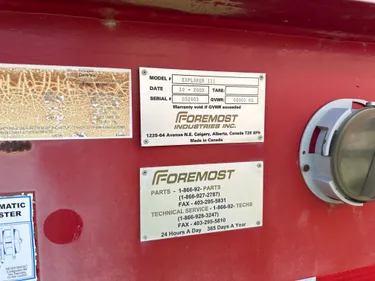 MODEL # EXPLORER III
DATE 10 - 2005 TARE:
SERIAL # GVWR:
Warranty void if GVWR exceeded
FOREMOST
INDUSTRIES INC.
1225-64 Avenue N.E. Calgary, Alberta, Canada T2E 8P9
Made in Canada
FOREMOST
PARTS - 1-866-92- PARTS
(1-866-927-2787)
FAX - 403-295-5831
TECHNICAL SERVICE - 1-866-92- TECHS
(1-866-928-3247)
FAX - 403-295-5810
24 Hours A Day 365 Days A Year
MATIC
STER